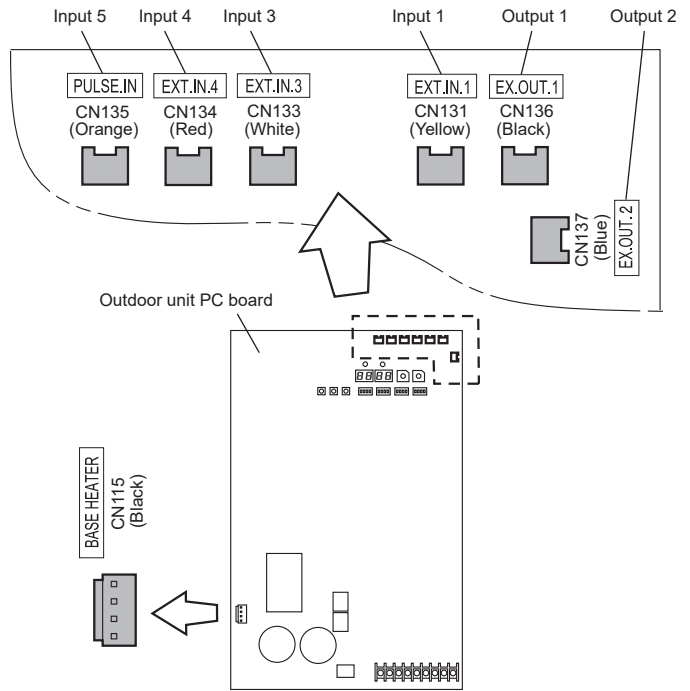 Input 5
Input 4
Input 3
Input 1
Output 1
Output 2
PULSE.IN
EXT.IN.4
EXT.IN.3
EXT.IN.1
EX.OUT.1
CN135
(Orange)
CN134
(Red)
CN133
(White)
CN131
(Yellow)
CN136
(Black)
CN137
(Blue)
EX.OUT.2
Outdoor unit PC board
BASE HEATER
CN115
(Black)